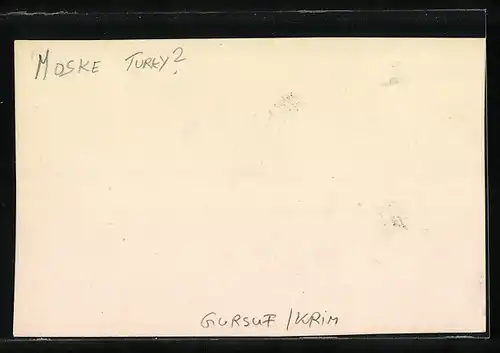 MOSKE TURKY?
GURSUF / KRIM